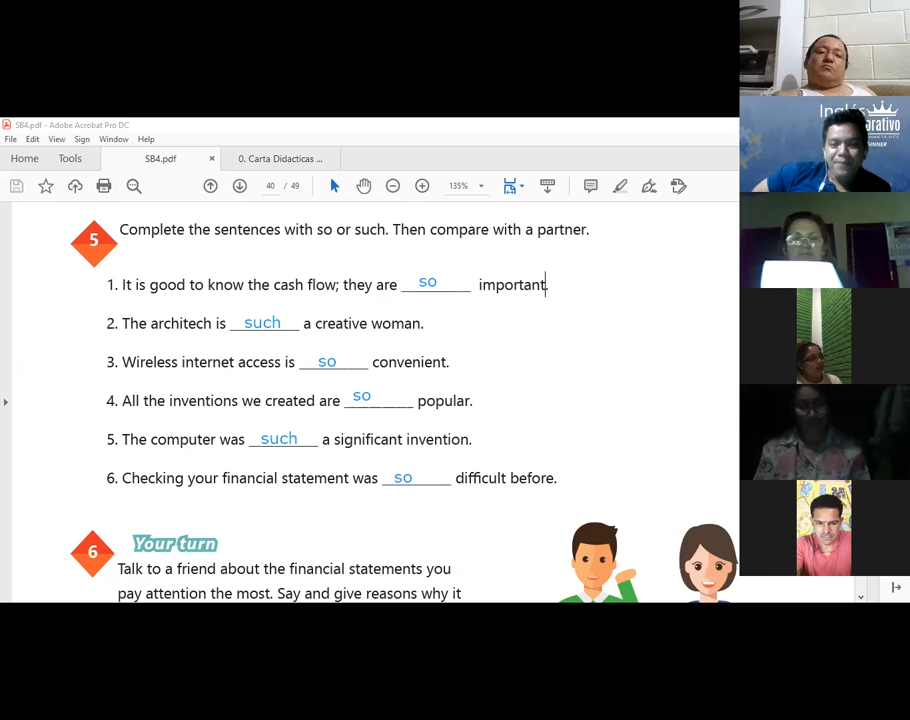 SB4.pdf - Adobe Acrobat Pro DC
File Edit View Sign Window Help
Home Tools SB4.pdf × 0. Carta Didacticas ...
40 / 49 135%
5 Complete the sentences with so or such. Then compare with a partner.
1. It is good to know the cash flow; they are so important.
2. The architech is such a creative woman.
3. Wireless internet access is so convenient.
4. All the inventions we created are so popular.
5. The computer was such a significant invention.
6. Checking your financial statement was so difficult before.
6 Your turn
Talk to a friend about the financial statements you
pay attention the most. Say and give reasons why it